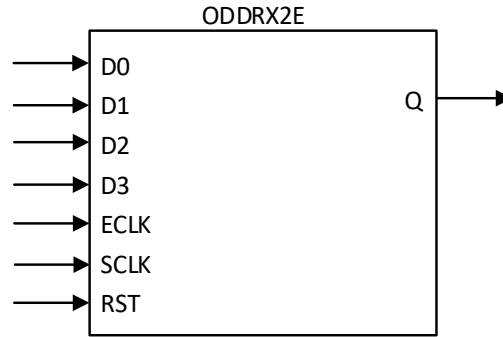 ODDRX2E
D0
D1
D2
D3
ECLK
SCLK
RST
Q